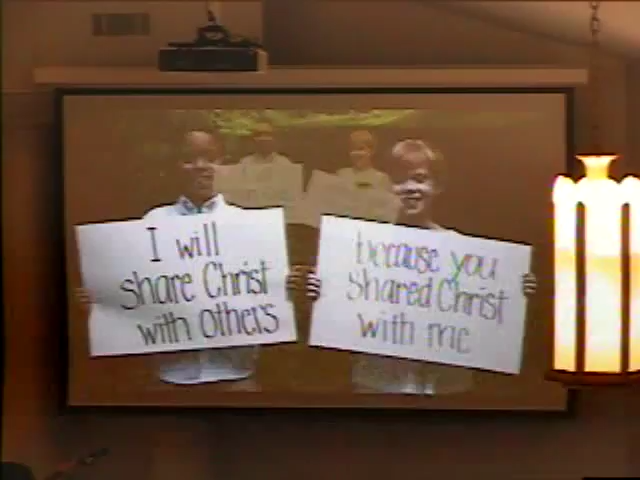 I will
share Christ
with others
because you
shared Christ
with me